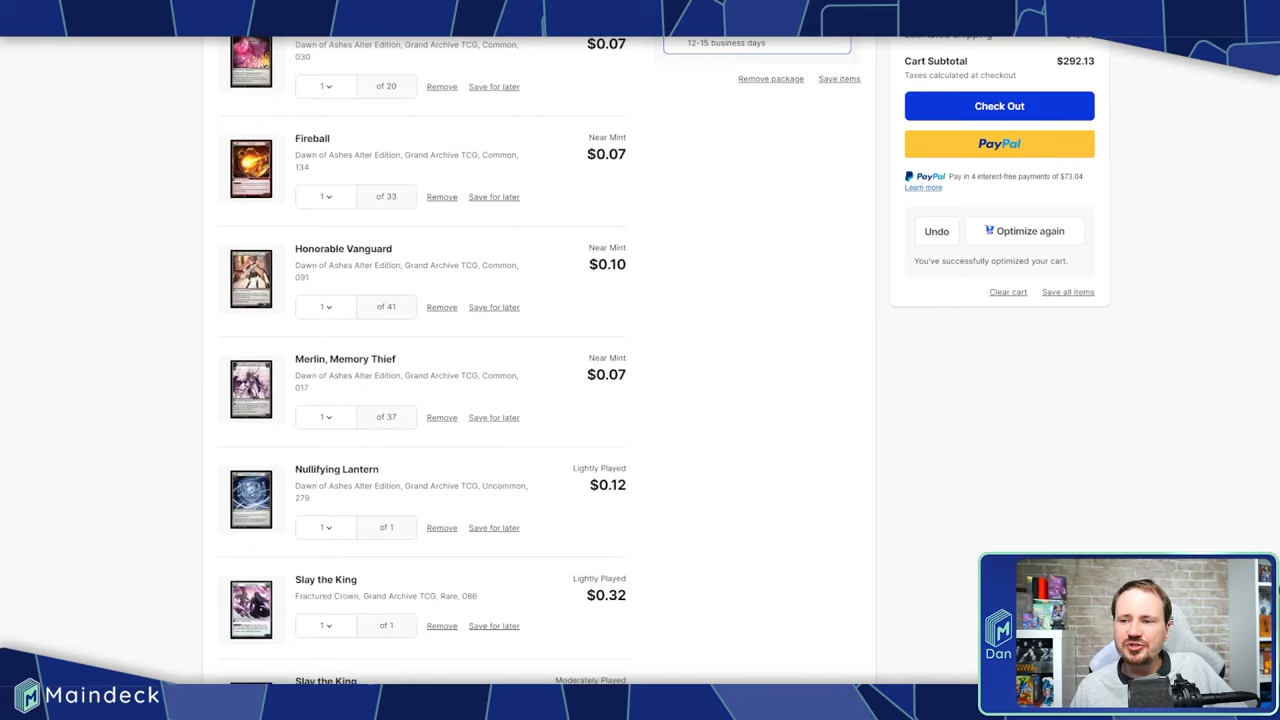 Dawn of Ashes Alter Edition, Grand Archive TCG, Common,
030
$0.07
1
of 20
Remove
Save for later
Fireball
Dawn of Ashes Alter Edition, Grand Archive TCG, Common,
134
Near Mint
$0.07
1
of 33
Remove
Save for later
Honorable Vanguard
Dawn of Ashes Alter Edition, Grand Archive TCG, Common,
091
Near Mint
$0.10
1
of 41
Remove
Save for later
Merlin, Memory Thief
Dawn of Ashes Alter Edition, Grand Archive TCG, Common,
017
Near Mint
$0.07
1
of 37
Remove
Save for later
Nullifying Lantern
Dawn of Ashes Alter Edition, Grand Archive TCG, Uncommon,
279
Lightly Played
$0.12
1
of 1
Remove
Save for later
Slay the King
Fractured Crown, Grand Archive TCG, Rare, 086
Lightly Played
$0.32
1
of 1
Remove
Save for later
Slay the King
Moderately Played
12-15 business days
Remove package
Save items
Estimated Shipping
Cart Subtotal
$292.13
Taxes calculated at checkout
Check Out
PayPal
PayPal Pay in 4 interest-free payments of $73.04
Learn more
Undo
Optimize again
You've successfully optimized your cart.
Clear cart
Save all items
Dan
Maindeck